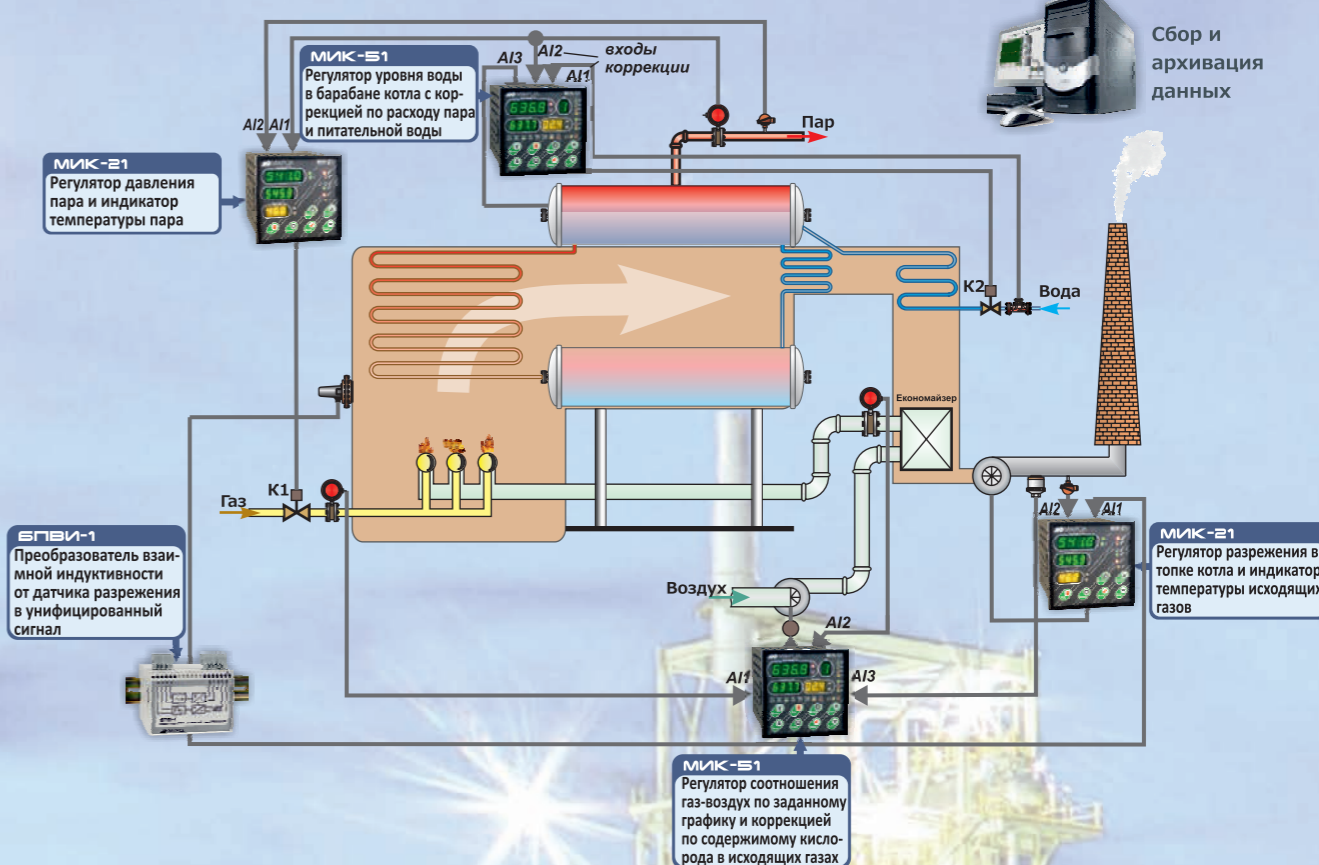 Сбор и
архивация
данных
МИК-51
Регулятор уровня воды
в барабане котла с кор-
рекцией по расходу пара
и питательной воды
AI3
AI2
AI1
входы
коррекции
AI2
AI1
МИК-21
Регулятор давления
пара и индикатор
температуры пара
Пар
К2
Вода
Економайзер
Газ
К1
БПВИ-1
Преобразователь взаи-
мной индуктивности
от датчика разрежения
в унифицированный
сигнал
Воздух
AI2
AI1
AI3
AI2
AI1
МИК-21
Регулятор разрежения в
топке котла и индикатор
температуры исходящих
газов
МИК-51
Регулятор соотношения
газ-воздух по заданному
графику и коррекцией
по содержимому кисло-
рода в исходящих газах